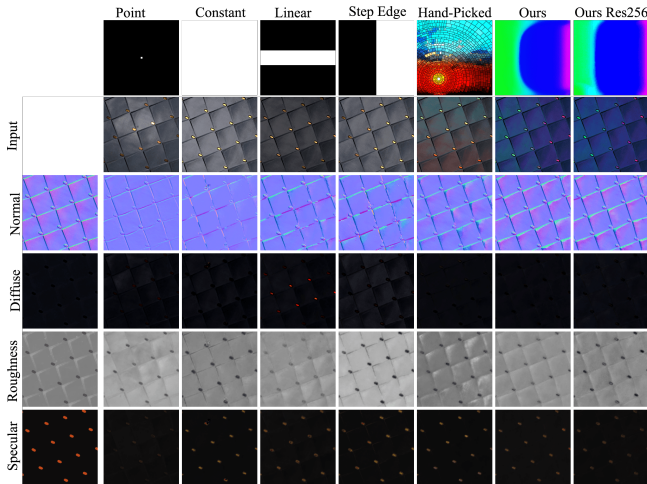 Point Constant Linear Step Edge Hand-Picked Ours Ours Res256
Input
Normal
Diffuse
Roughness
Specular